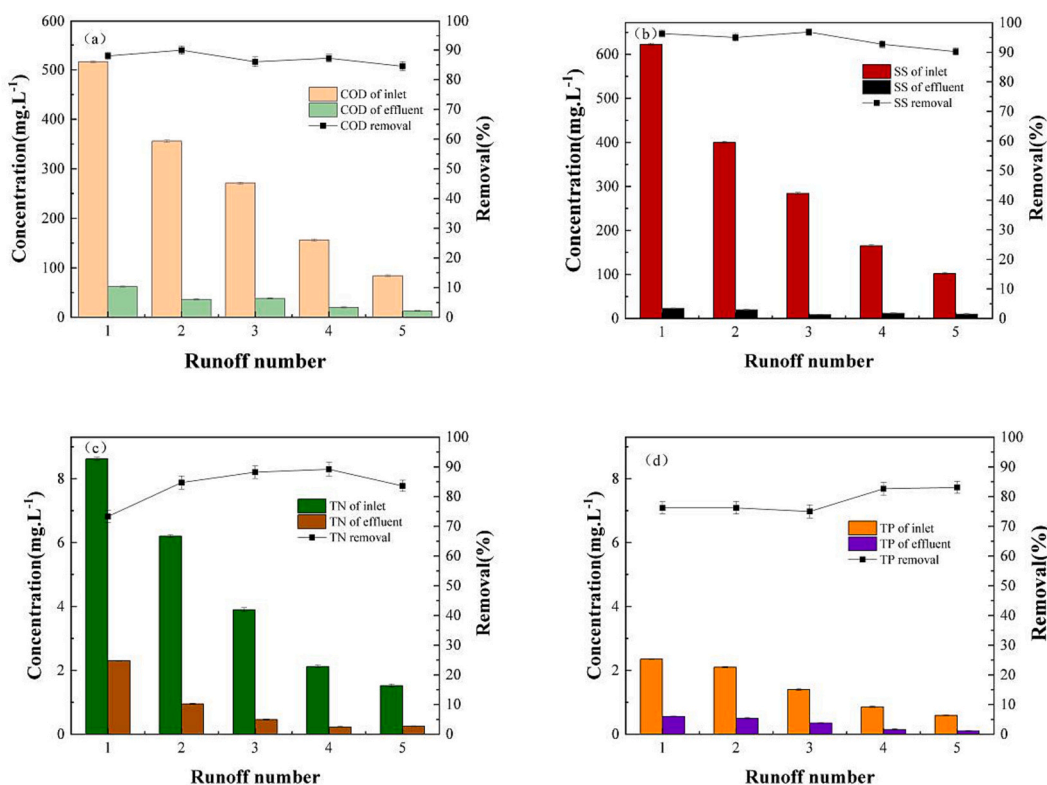 (a)
COD of inlet
COD of effluent
COD removal
Concentration(mg.L-1)
Removal(%)
600
500
400
300
200
100
0
100
90
80
70
60
50
40
30
20
10
0
1 2 3 4 5
Runoff number
(b)
SS of inlet
SS of effluent
SS removal
Concentration(mg.L-1)
Removal(%)
600
500
400
300
200
100
0
100
90
80
70
60
50
40
30
20
10
0
1 2 3 4 5
Runoff number
(c)
TN of inlet
TN of effluent
TN removal
Concentration(mg.L-1)
Removal(%)
8
6
4
2
0
100
90
80
70
60
50
40
30
20
10
0
1 2 3 4 5
Runoff number
(d)
TP of inlet
TP of effluent
TP removal
Concentration(mg.L-1)
Removal(%)
8
6
4
2
0
100
90
80
70
60
50
40
30
20
10
0
1 2 3 4 5
Runoff number